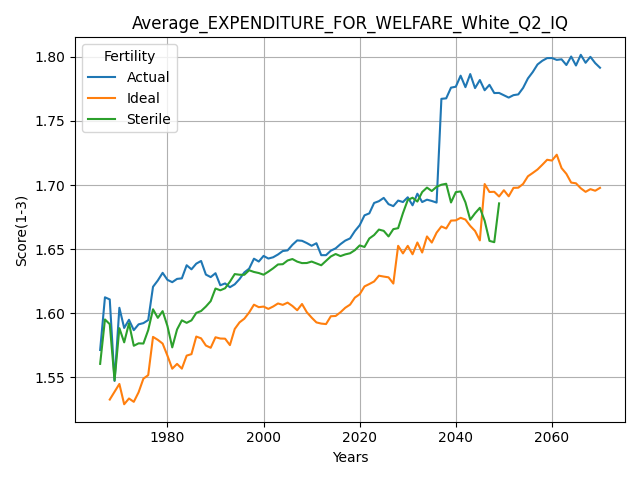 Average_EXPENDITURE_FOR_WELFARE_White_Q2_IQ
Fertility
Actual
Ideal
Sterile
Score(1-3)
1.80
1.75
1.70
1.65
1.60
1.55
1980
2000
2020
2040
2060
Years